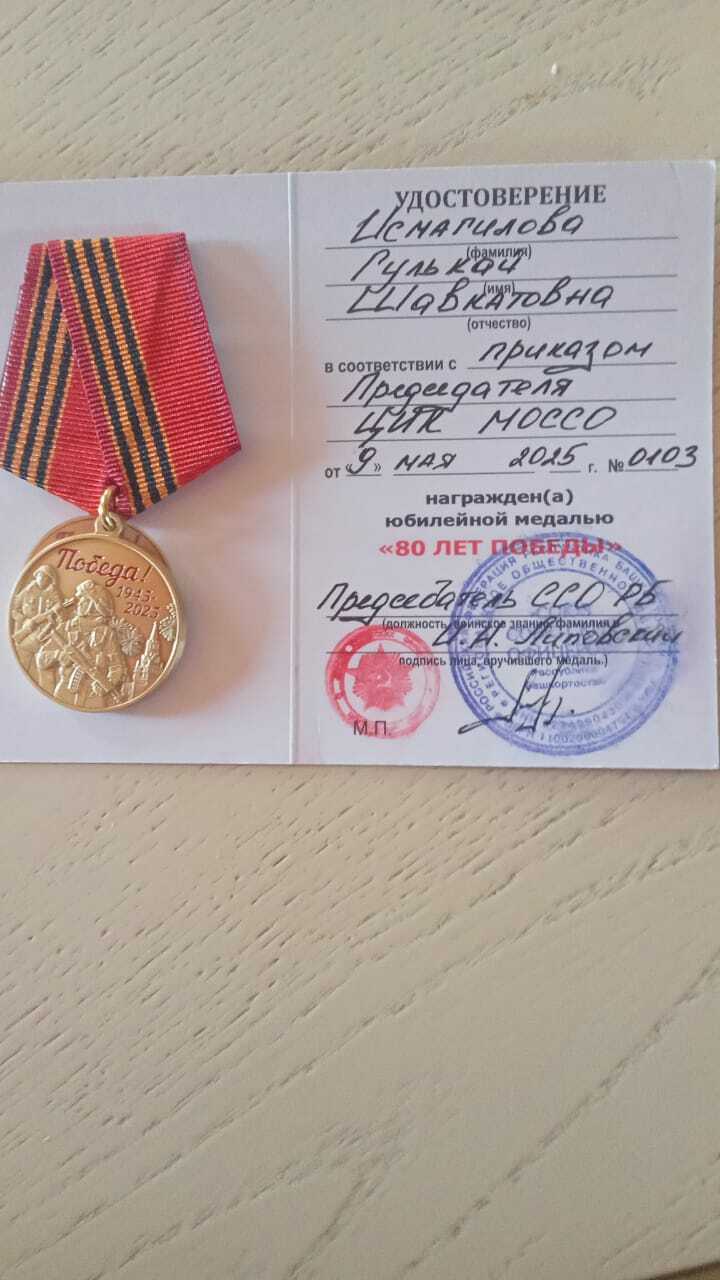 Победа!
1945-
2025
УДОСТОВЕРЕНИЕ
Исмагилова
(фамилия)
Гулькай
(имя)
Шавкатовна
(отчество)
в соответствии с приказом
Председателя
ЦИК МОССО
от «9» мая 2025 г. №0103
награжден(а)
юбилейной медалью
«80 ЛЕТ ПОБЕДЫ»
Председатель ССО РБ
(должность, воинское звание, фамилия,
Липовский
подпись лица, вручившего медаль.)
М.П.